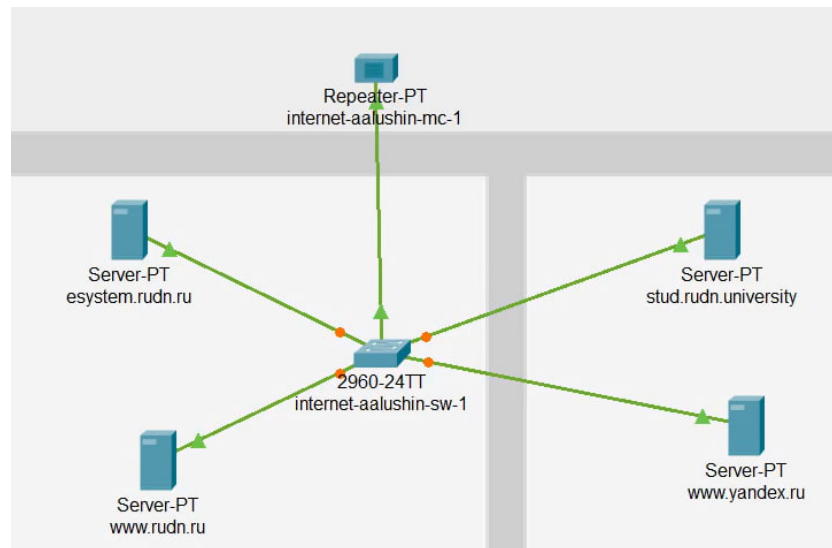 Repeater-PT
internet-aalushin-mc-1
Server-PT
esystem.rudn.ru
Server-PT
stud.rudn.university
2960-24TT
internet-aalushin-sw-1
Server-PT
www.rudn.ru
Server-PT
www.yandex.ru